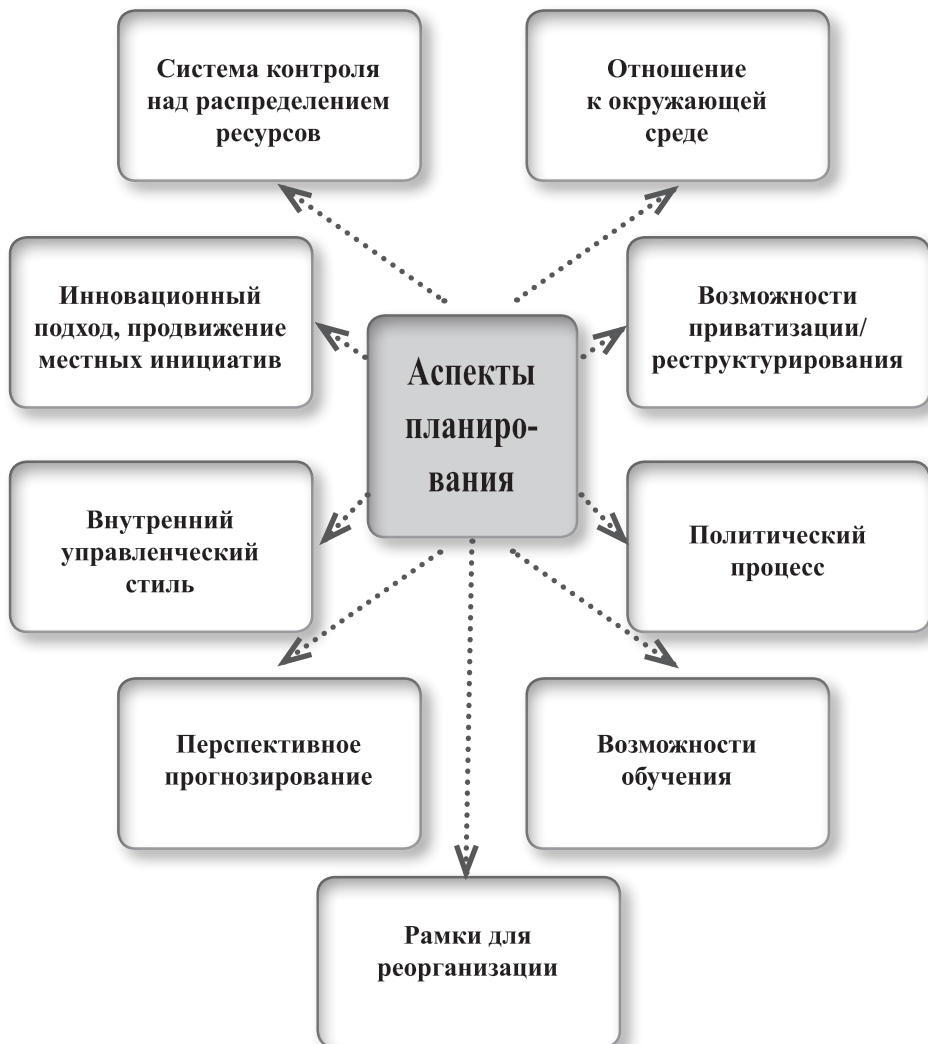 Система контроля
над распределением
ресурсов
Отношение
к окружающей
среде
Инновационный
подход, продвижение
местных инициатив
Возможности
приватизации/
реструктурирования
Аспекты
планиро-
вания
Внутренний
управленческий
стиль
Политический
процесс
Перспективное
прогнозирование
Возможности
обучения
Рамки для
реорганизации